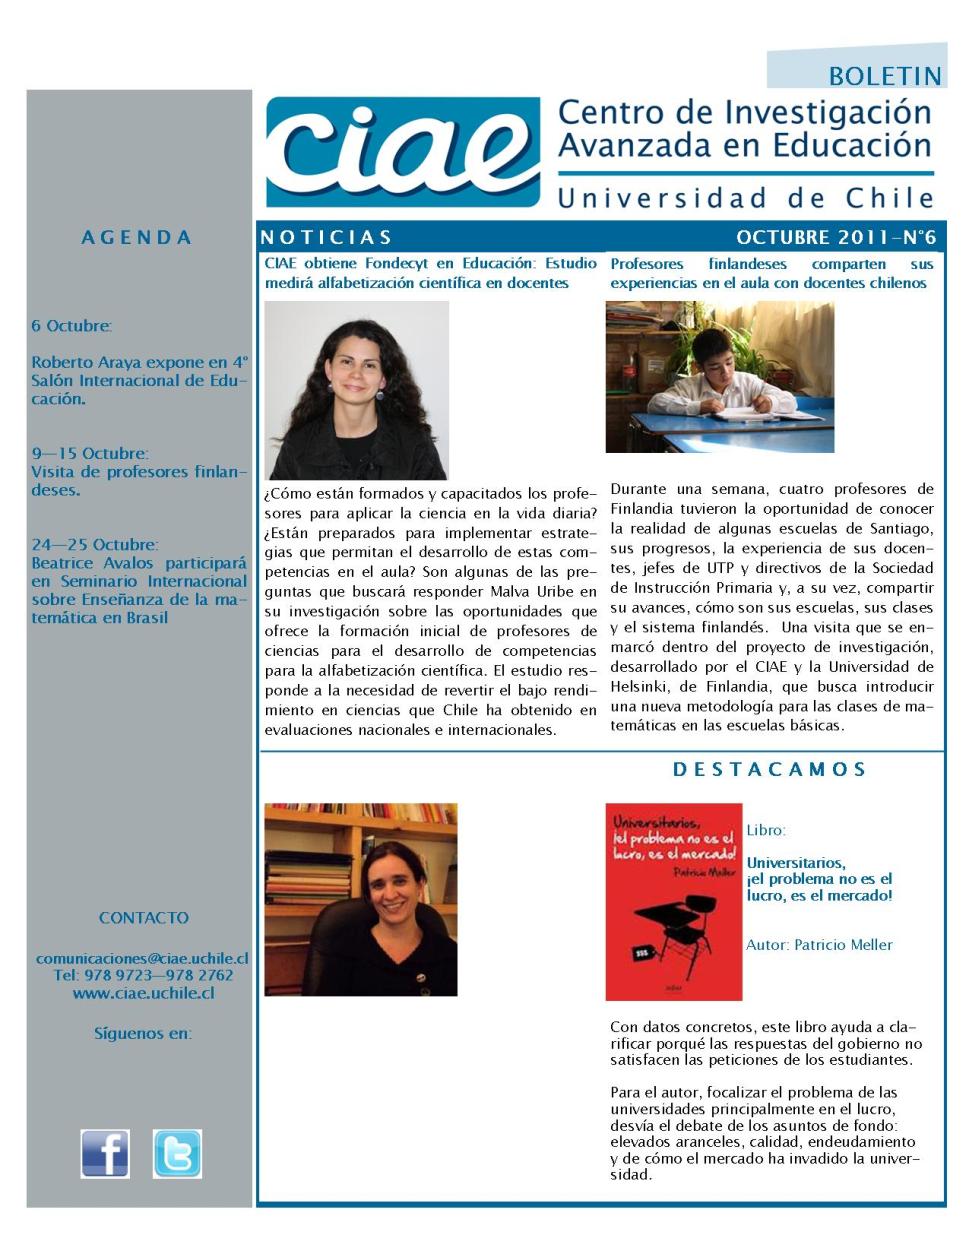 BOLETIN
ciae
Centro de Investigación
Avanzada en Educación
Universidad de Chile
AGENDA
6 Octubre:
Roberto Araya expone en 4°
Salón Internacional de Edu-
cación.
9—15 Octubre:
Visita de profesores finlan-
deses.
24—25 Octubre:
Beatrice Avalos participará
en Seminario Internacional
sobre Enseñanza de la ma-
temática en Brasil
CONTACTO
comunicaciones@ciae.uchile.cl
Tel: 978 9723—978 2762
www.ciae.uchile.cl
Síguenos en:
f
t
NOTICIAS
OCTUBRE 2011-N°6
CIAE obtiene Fondecyt en Educación: Estudio
medirá alfabetización científica en docentes
¿Cómo están formados y capacitados los profe-
sores para aplicar la ciencia en la vida diaria?
¿Están preparados para implementar estrate-
gias que permitan el desarrollo de estas com-
petencias en el aula? Son algunas de las pre-
guntas que buscará responder Malva Uribe en
su investigación sobre las oportunidades que
ofrece la formación inicial de profesores de
ciencias para el desarrollo de competencias
para la alfabetización científica. El estudio res-
ponde a la necesidad de revertir el bajo rendi-
miento en ciencias que Chile ha obtenido en
evaluaciones nacionales e internacionales.
Profesores finlandeses comparten sus
experiencias en el aula con docentes chilenos
Durante una semana, cuatro profesores de
Finlandia tuvieron la oportunidad de conocer
la realidad de algunas escuelas de Santiago,
sus progresos, la experiencia de sus docen-
tes, jefes de UTP y directivos de la Sociedad
de Instrucción Primaria y, a su vez, compartir
su avances, cómo son sus escuelas, sus clases
y el sistema finlandés. Una visita que se en-
marcó dentro del proyecto de investigación,
desarrollado por el CIAE y la Universidad de
Helsinki, de Finlandia, que busca introducir
una nueva metodología para las clases de ma-
temáticas en las escuelas básicas.
DESTACAMOS
Universitarios,
¡el problema no es el
lucro, es el mercado!
Patricio Meller
$$$
Libro:
Universitarios,
¡el problema no es el
lucro, es el mercado!
Autor: Patricio Meller
Con datos concretos, este libro ayuda a cla-
rificar porqué las respuestas del gobierno no
satisfacen las peticiones de los estudiantes.
Para el autor, focalizar el problema de las
universidades principalmente en el lucro,
desvía el debate de los asuntos de fondo:
elevados aranceles, calidad, endeudamiento
y de cómo el mercado ha invadido la univer-
sidad.